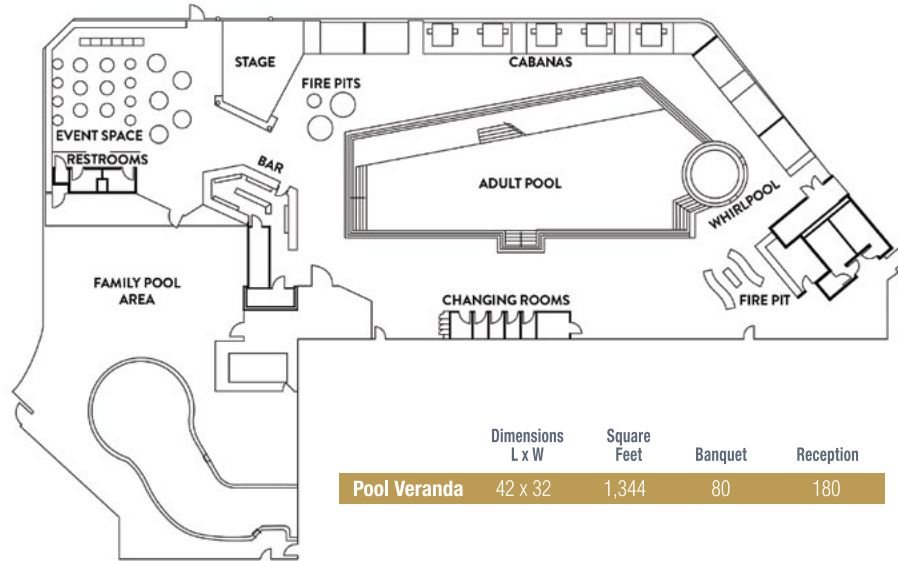 STAGE
FIRE PITS
CABANAS
EVENT SPACE
RESTROOMS
BAR
ADULT POOL
WHIRLPOOL
FAMILY POOL
AREA
CHANGING ROOMS
FIRE PIT
Dimensions
L x W
Square
Feet
Banquet
Reception
Pool Veranda 42 x 32 1,344 80 180